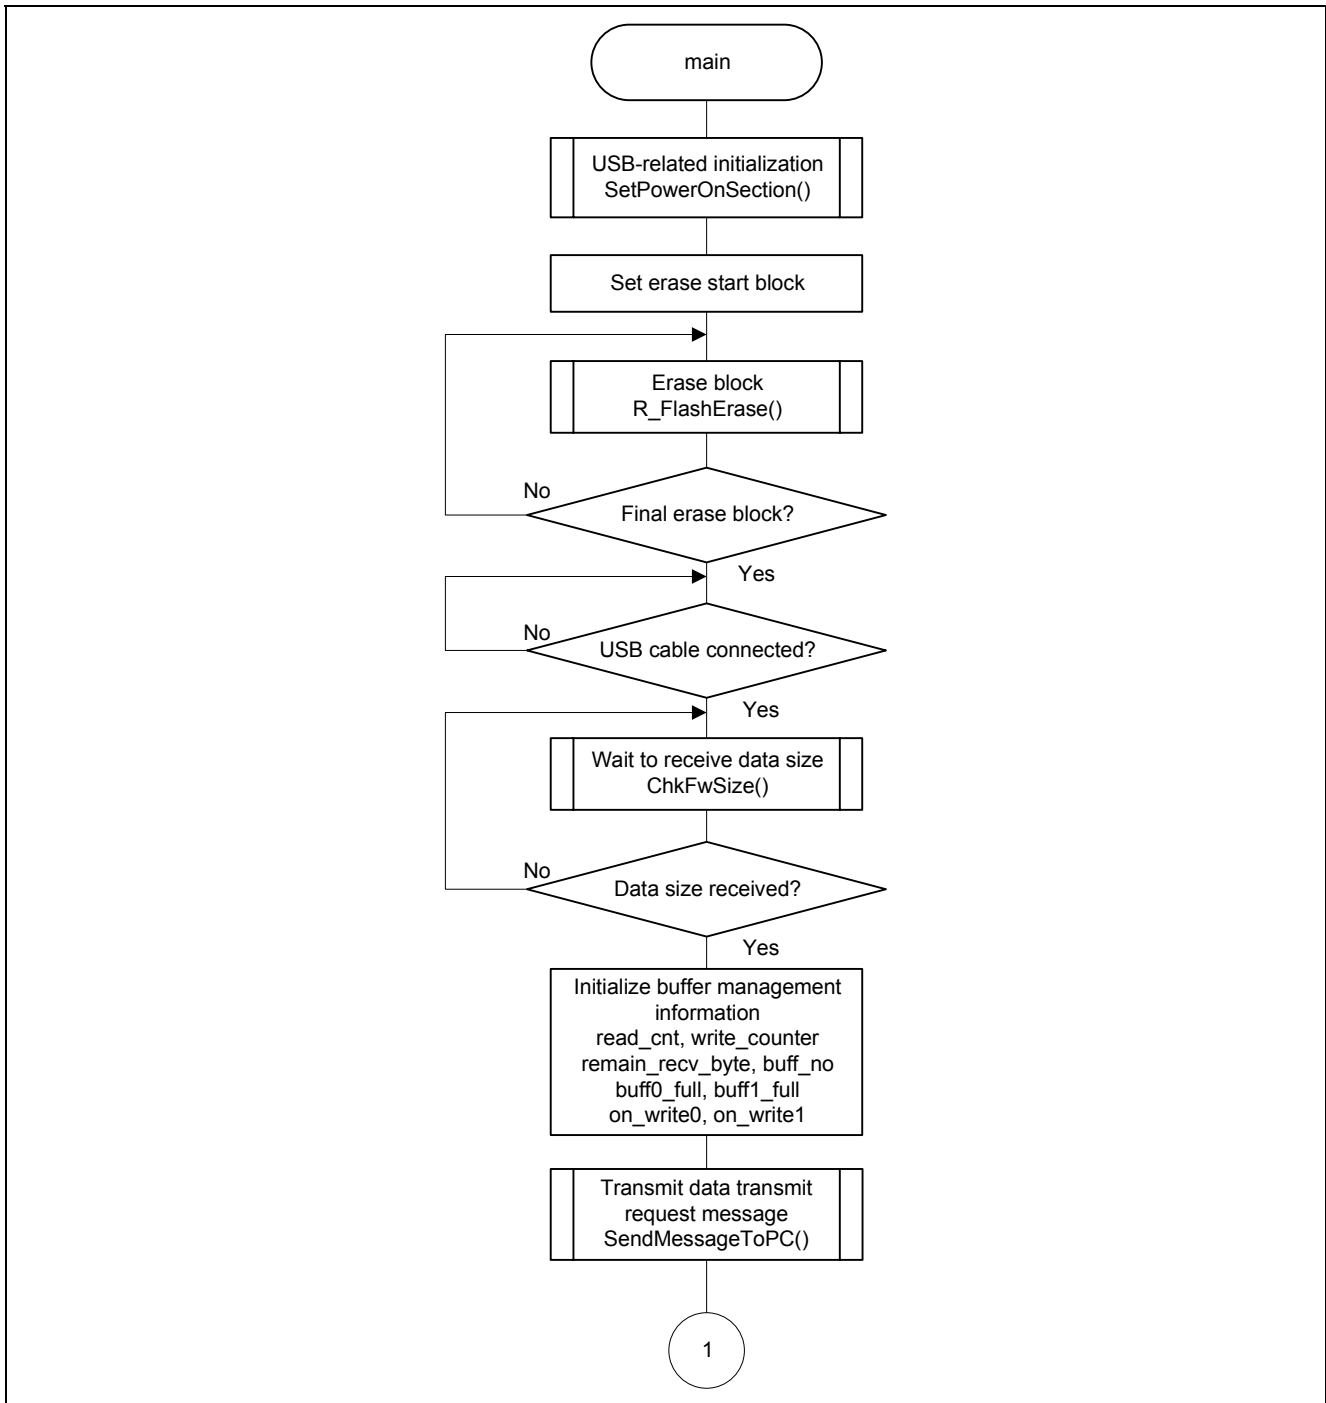 main
USB-related initialization
SetPowerOnSection()
Set erase start block
Erase block
R_FlashErase()
No
Final erase block?
Yes
No
USB cable connected?
Yes
Wait to receive data size
ChkFwSize()
No
Data size received?
Yes
Initialize buffer management
information
read_cnt, write_counter
remain_recv_byte, buff_no
buff0_full, buff1_full
on_write0, on_write1
Transmit data transmit
request message
SendMessageToPC()
1